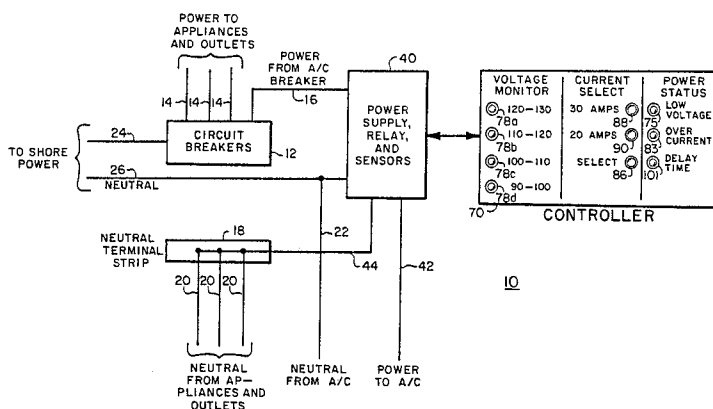 POWER TO
APPLIANCES
AND OUTLETS
POWER
FROM A/C
BREAKER
40
14
14
14
16
24
CIRCUIT
BREAKERS
12
TO SHORE
POWER
26
NEUTRAL
POWER
SUPPLY,
RELAY,
AND
SENSORS
VOLTAGE
MONITOR
120-130
78a
110-120
78b
100-110
78c
90-100
78d
CURRENT
SELECT
30 AMPS
88
20 AMPS
90
SELECT
86
POWER
STATUS
LOW
VOLTAGE
75
OVER
CURRENT
83
DELAY
TIME
101
70
CONTROLLER
NEUTRAL
TERMINAL
STRIP
18
22
44
42
10
20
20
20
NEUTRAL
FROM AP-
PLIANCES AND
OUTLETS
NEUTRAL
FROM A/C
POWER
TO A/C